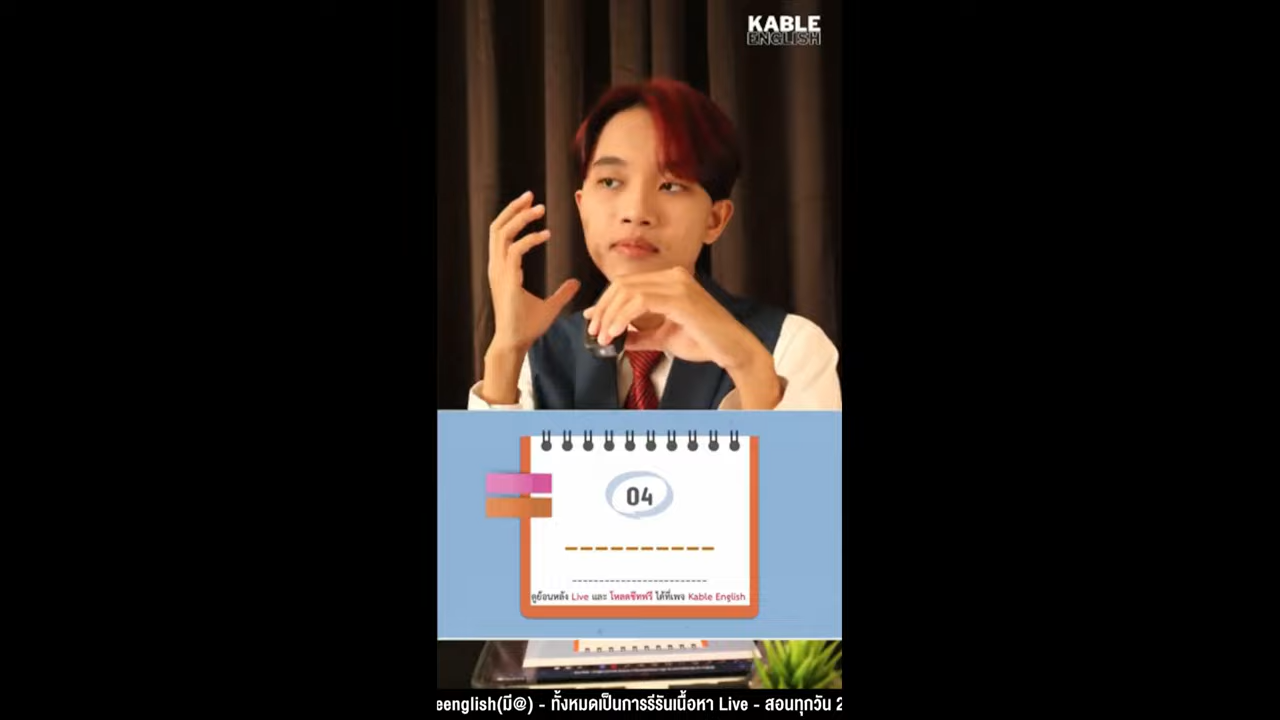 KABLE
ENGLISH
04
ดูย้อนหลัง Live และ โหลดชีทฟรี ได้ที่เพจ Kable English
eenglish(มี@) - ทั้งหมดเป็นการรีรันเนื้อหา Live - สอนทุกวัน 2